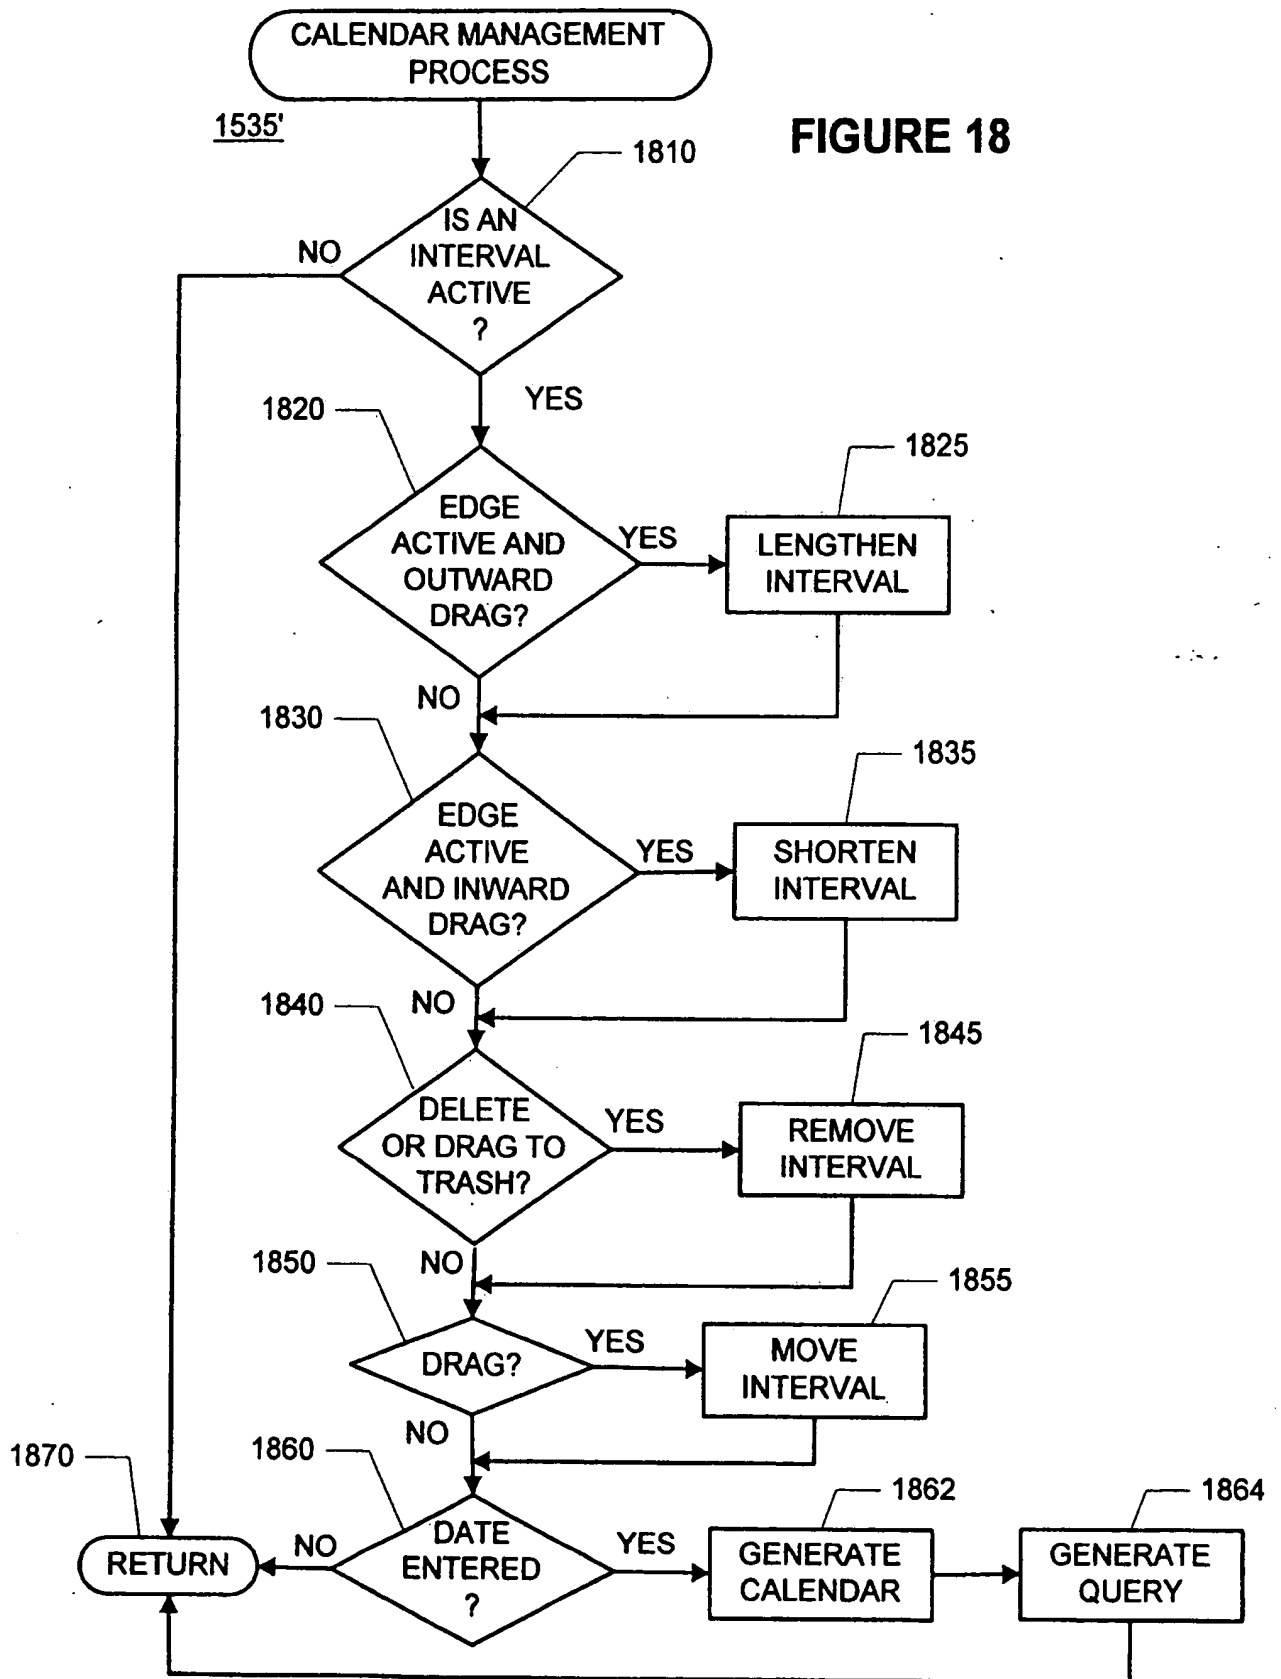 CALENDAR MANAGEMENT
PROCESS
1535'
FIGURE 18
1810
IS AN
INTERVAL
ACTIVE
?
NO
YES
1820
EDGE
ACTIVE AND
OUTWARD
DRAG?
YES
1825
LENGTHEN
INTERVAL
NO
1830
EDGE
ACTIVE
AND INWARD
DRAG?
YES
1835
SHORTEN
INTERVAL
NO
1840
DELETE
OR DRAG TO
TRASH?
YES
1845
REMOVE
INTERVAL
NO
1850
DRAG?
YES
1855
MOVE
INTERVAL
NO
1860
DATE
ENTERED
?
NO
1870
RETURN
YES
1862
GENERATE
CALENDAR
1864
GENERATE
QUERY